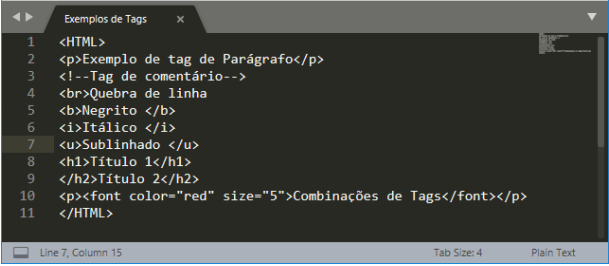 Exemplos de Tags ×
1 <HTML>
2 <p>Exemplo de tag de Parágrafo</p>
3 <!--Tag de comentário-->
4 <br>Quebra de linha
5 <b>Negrito </b>
6 <i>Itálico </i>
7 <u>Sublinhado </u>
8 <h1>Título 1</h1>
9 </h2>Título 2</h2>
10 <p><font color="red" size="5">Combinações de Tags</font></p>
11 </HTML>
Line 7, Column 15 Tab Size: 4 Plain Text